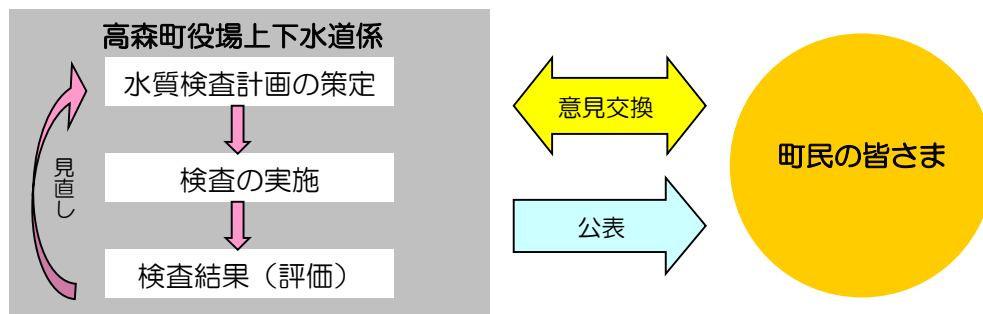 高森町役場上下水道係
水質検査計画の策定
検査の実施
検査結果（評価）
見直し
意見交換
公表
町民の皆さま